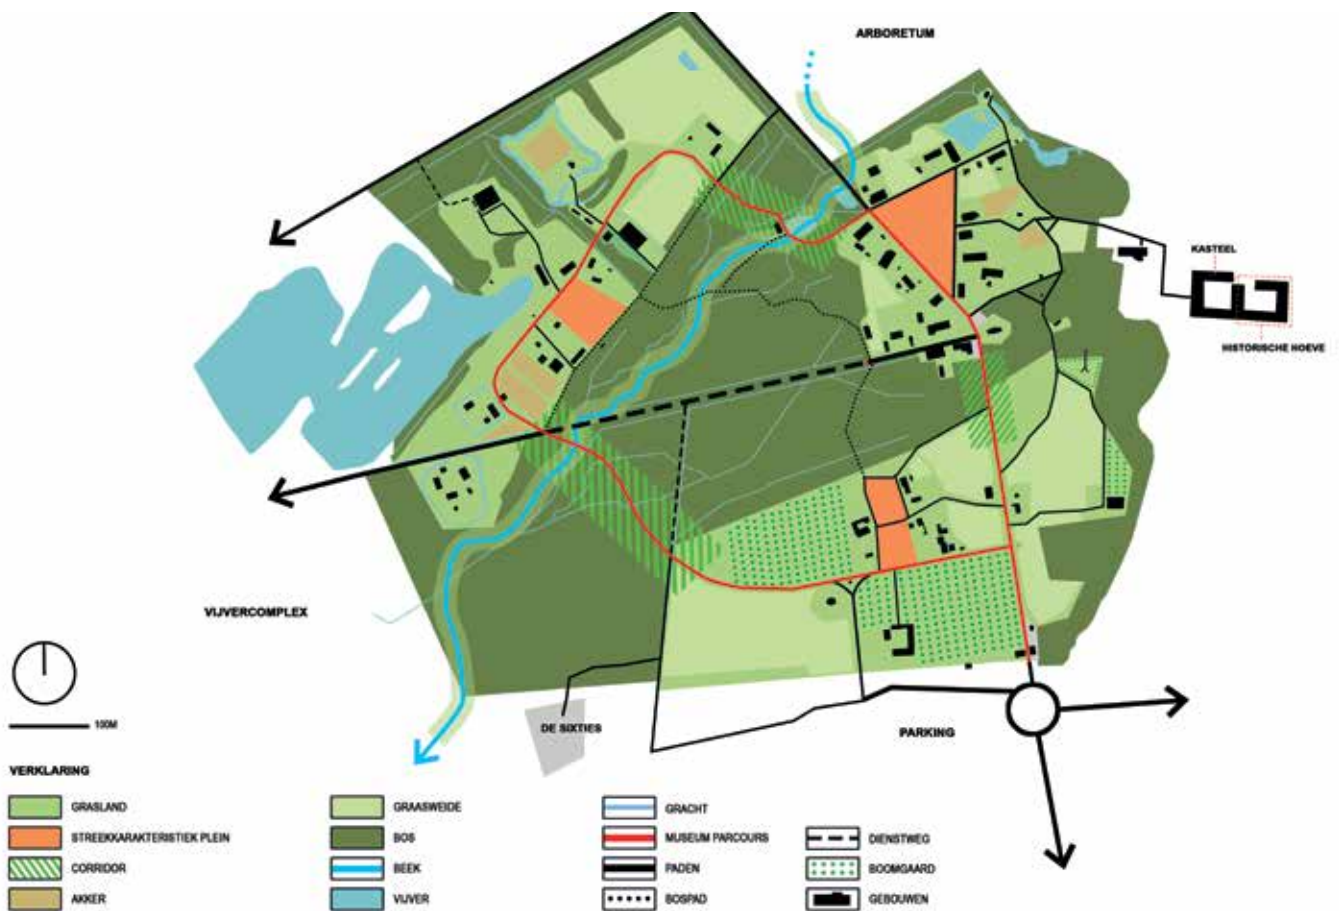 ARBORETUM
KASTEEL
HISTORISCHE HOEVE
VIJVERCOMPLEX
100M
DE SIXTIES
PARKING
VERKLARING
GRASLAND
GRAASWEIDE
GRACHT
STREEKKARAKTERISTIEK PLEIN
BOS
MUSEUM PARCOURS
DIENSTWEG
CORRIDOR
BEEK
PADEN
BOOMGAARD
AKKER
VIJVER
BOSPAD
GEBOUWEN